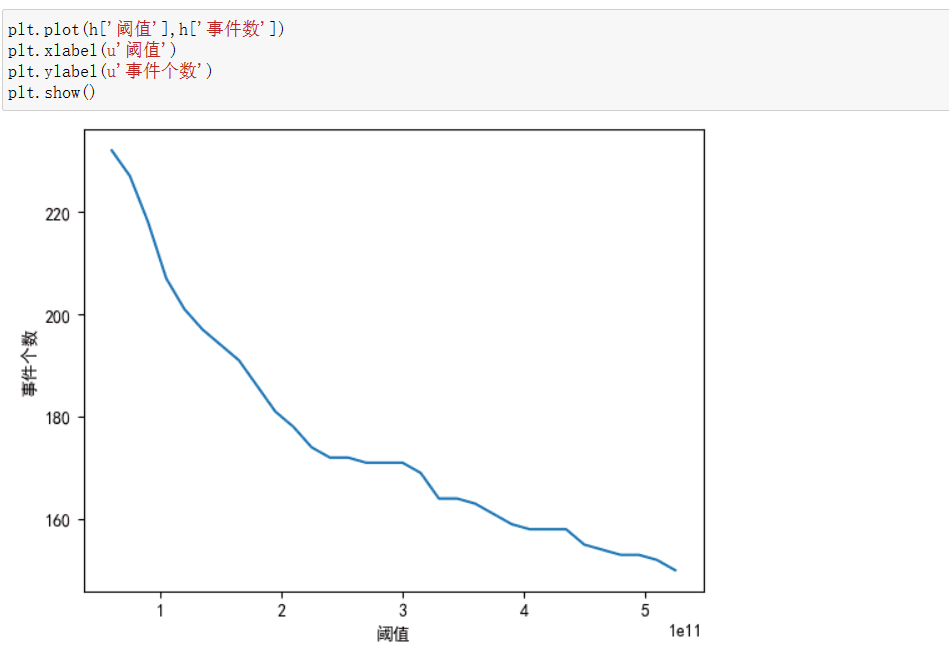 plt.plot(h['阈值'],h['事件数'])
plt.xlabel(u'阈值')
plt.ylabel(u'事件个数')
plt.show()
220
200
180
160
事件个数
1 2 3 4 5
1e11
阈值